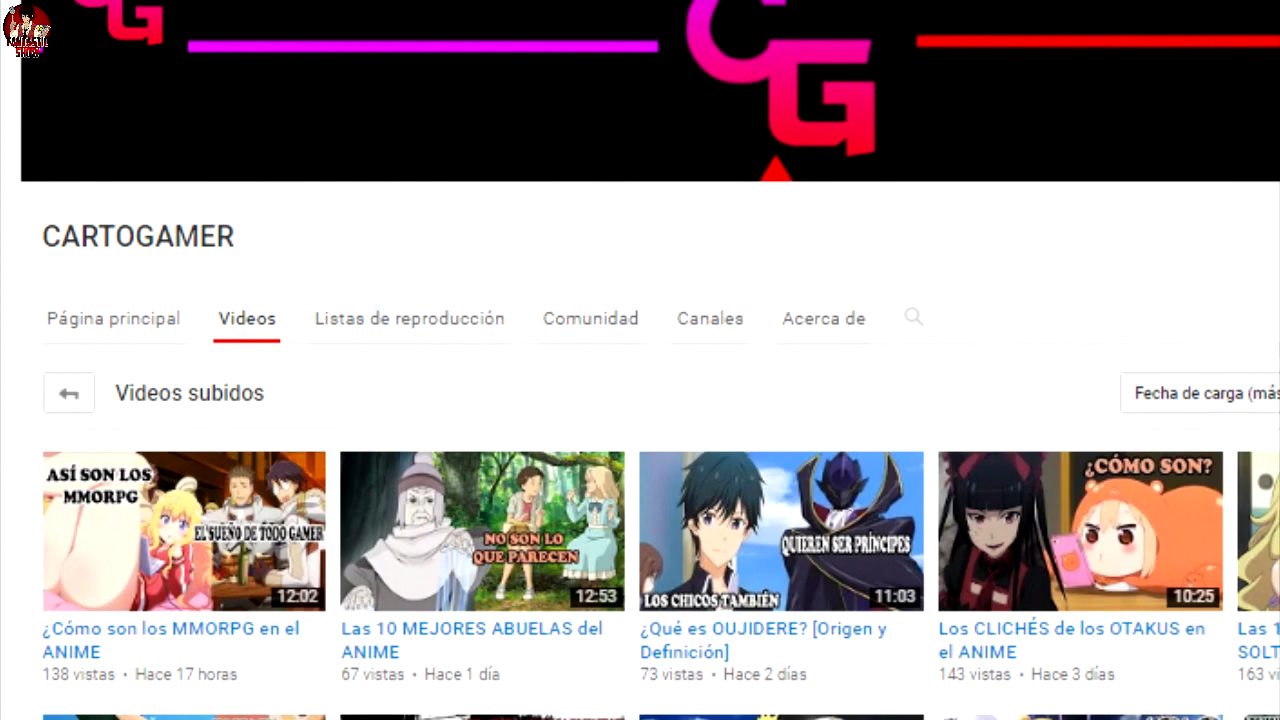 FANTASTIC
SHOW
CG
CG
CARTOGAMER
Página principal Videos Listas de reproducción Comunidad Canales Acerca de
Videos subidos
Fecha de carga (más
ASÍ SON LOS
MMORPG
EL SUEÑO DE TODO GAMER
12:02
NO SON LO
QUE PARECEN
12:53
QUIEREN SER PRÍNCIPES
LOS CHICOS TAMBIÉN
11:03
¿CÓMO SON?
10:25
¿Cómo son los MMORPG en el
ANIME
138 vistas • Hace 17 horas
Las 10 MEJORES ABUELAS del
ANIME
67 vistas • Hace 1 día
¿Qué es OUJIDERE? [Origen y
Definición]
73 vistas • Hace 2 días
Los CLICHÉS de los OTAKUS en
el ANIME
143 vistas • Hace 3 días
Las 1
SOLT
163 vi